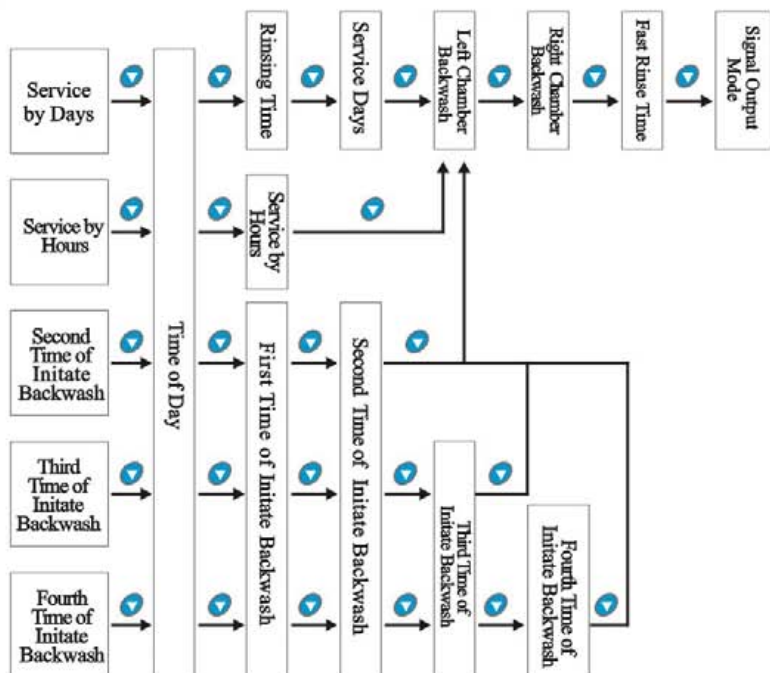 Service
by Days
Time of Day
Rinsing Time
Service Days
Left Chamber
Backwash
Right Chamber
Backwash
Fast Rinse Time
Signal Output
Mode
Service by
Hours
Service by
Hours
Second
Time of
Initate
Backwash
First Time of Initate Backwash
Second Time of Initate Backwash
Third
Time of
Initate
Backwash
Third Time of
Initate Backwash
Fourth
Time of
Initate
Backwash
Fourth Time of
Initate Backwash